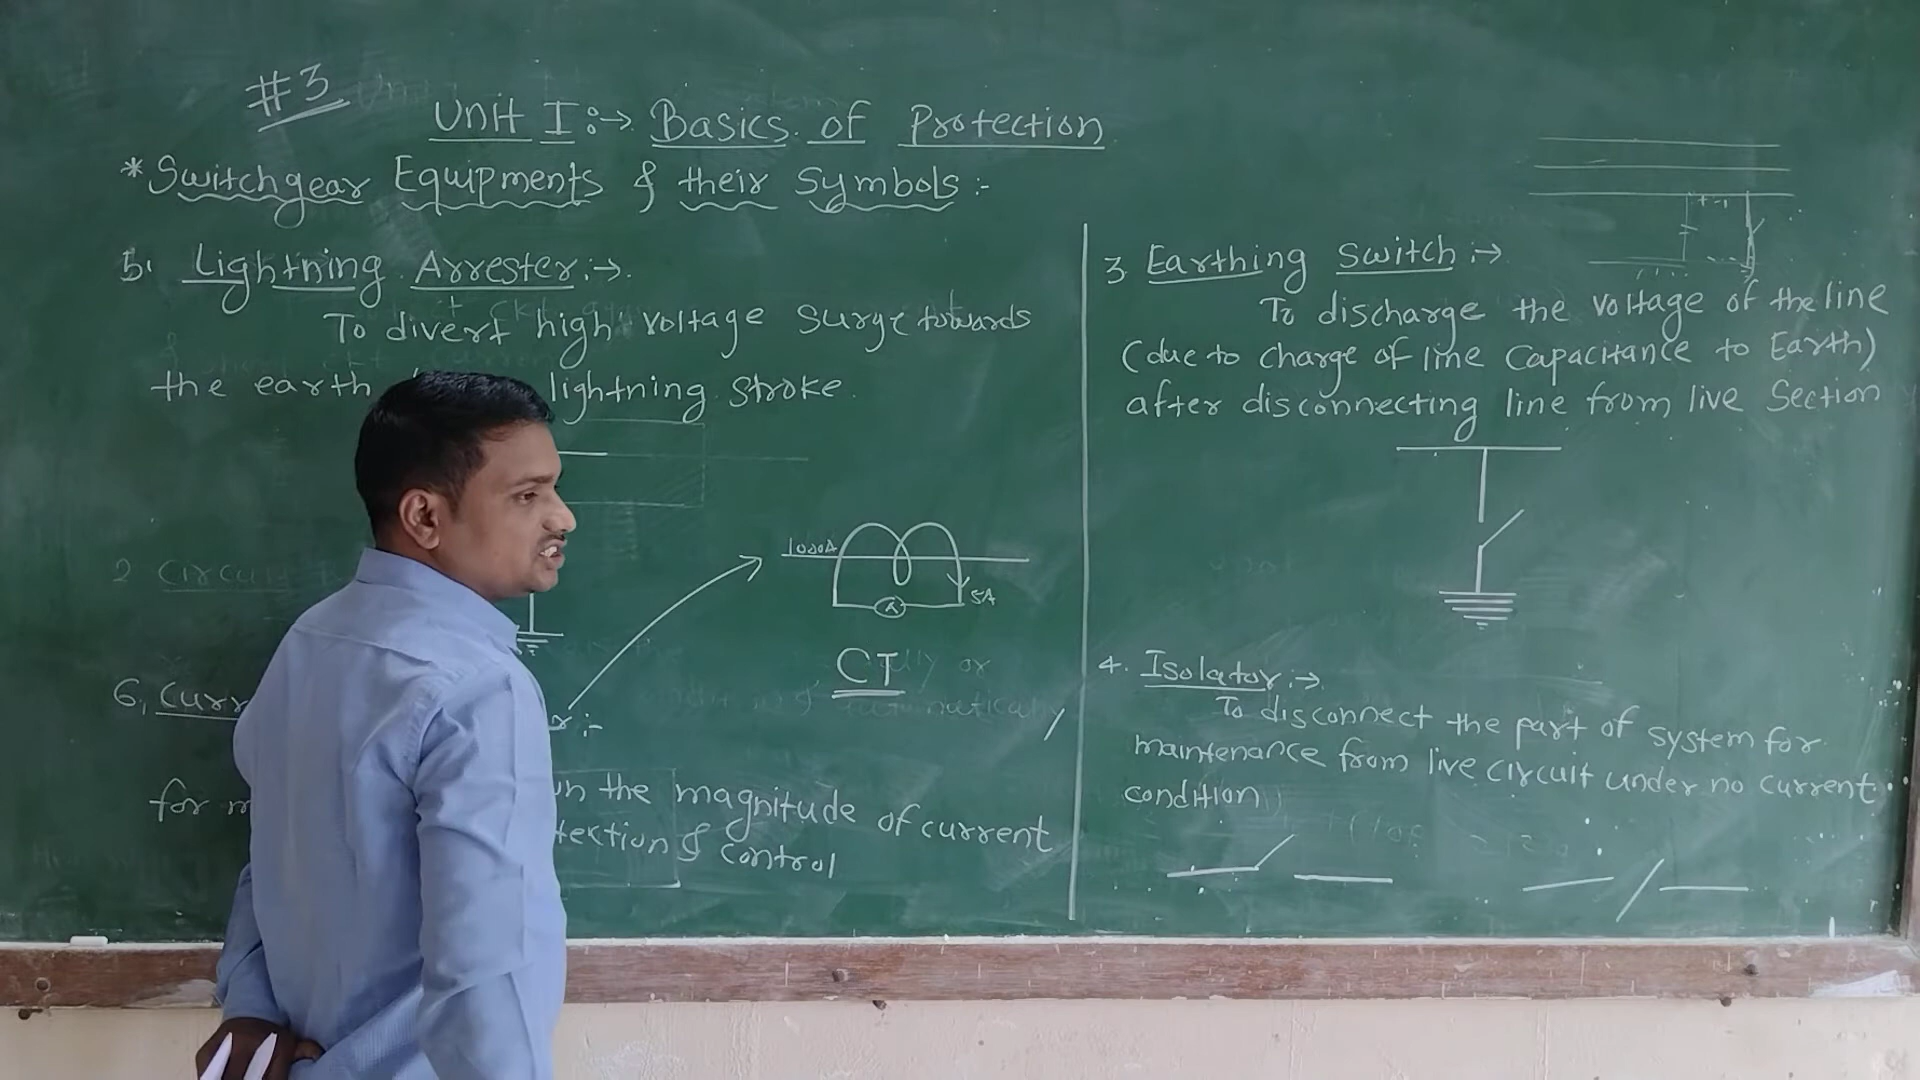 #3
Unit I :→ Basics of Protection
* Switchgear Equipments & their Symbols :-
5. Lightning Arrester :→
To divert high voltage surge towards
the earth lightning stroke.
1000A
A
5A
CT
2 Circuit
6, Curr r :-
n the magnitude of current
for m tection & control
3. Earthing Switch :→
To discharge the voltage of the line
(due to charge of line capacitance to Earth)
after disconnecting line from live Section
4. Isolator :→
To disconnect the part of system for
maintenance from live circuit under no current
condition